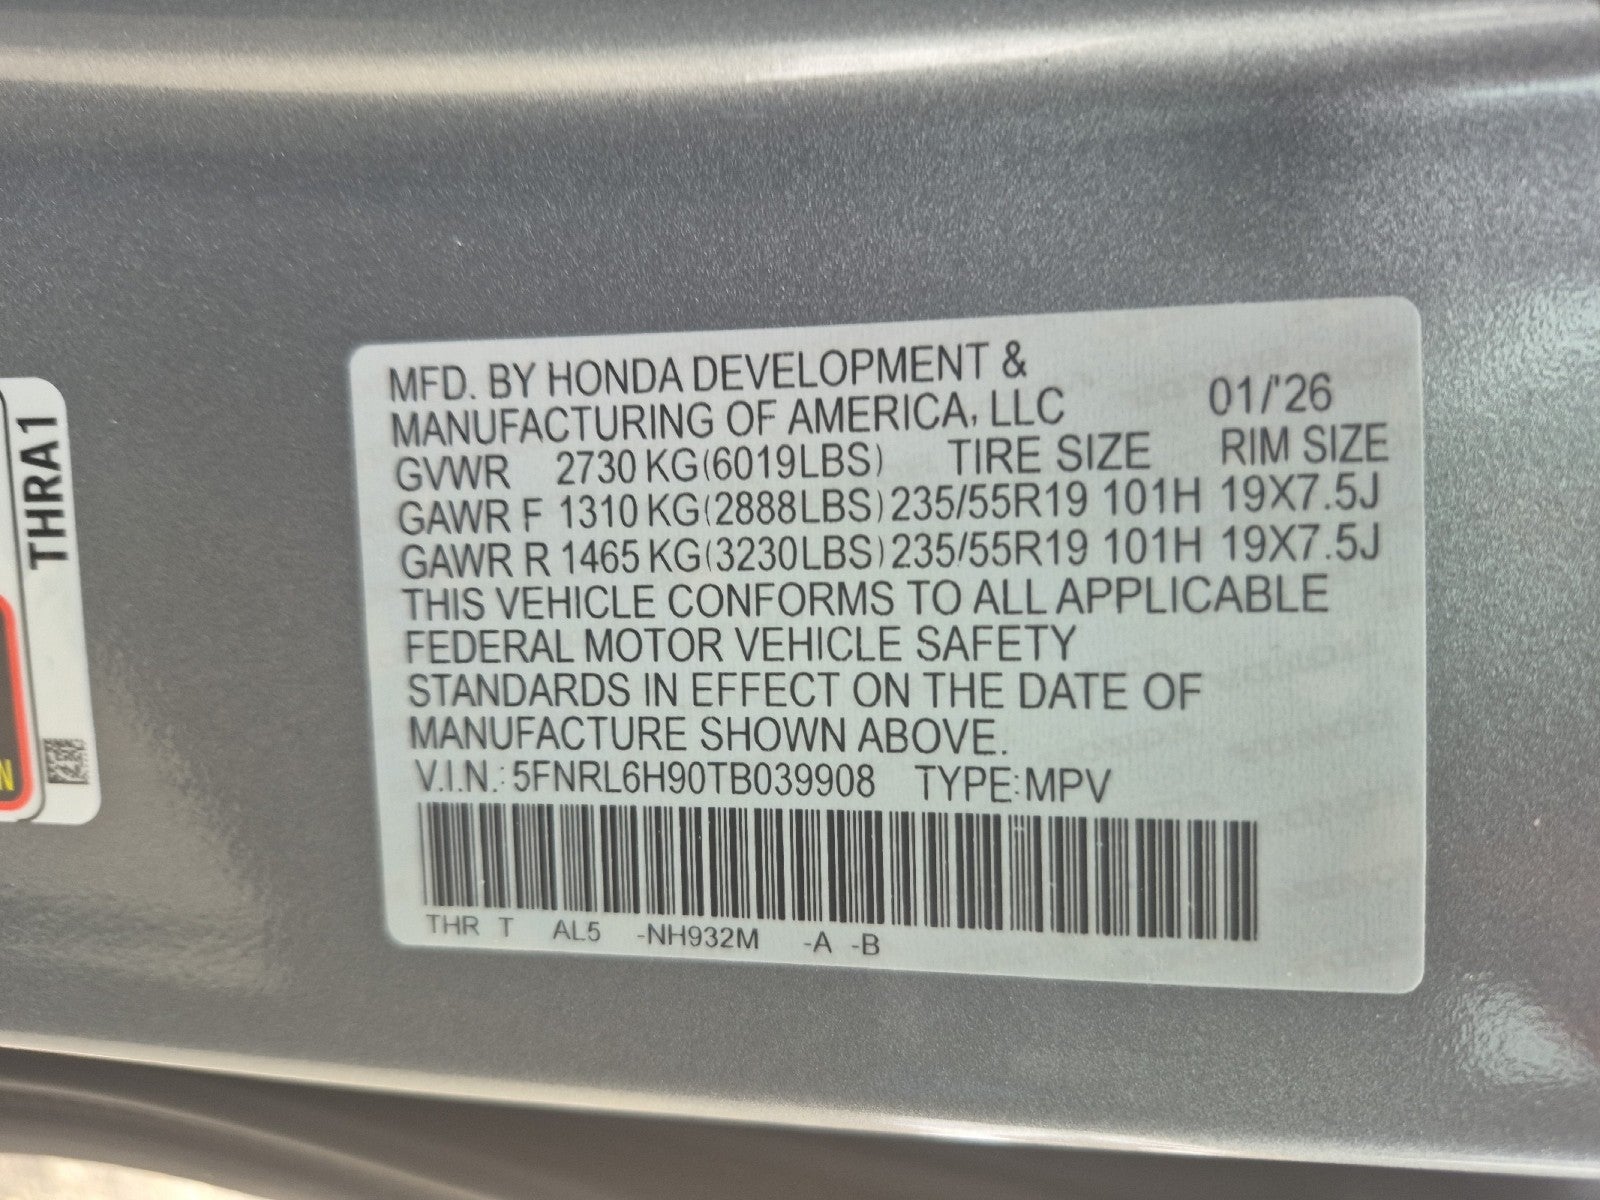 MFD. BY HONDA DEVELOPMENT &
MANUFACTURING OF AMERICA, LLC 01/'26
GVWR 2730 KG(6019LBS) TIRE SIZE RIM SIZE
GAWR F 1310 KG(2888LBS) 235/55R19 101H 19X7.5J
GAWR R 1465 KG(3230LBS) 235/55R19 101H 19X7.5J
THIS VEHICLE CONFORMS TO ALL APPLICABLE
FEDERAL MOTOR VEHICLE SAFETY
STANDARDS IN EFFECT ON THE DATE OF
MANUFACTURE SHOWN ABOVE.
V.I.N.: 5FNRL6H90TB039908 TYPE:MPV
THR T AL5 -NH932M -A -B
THRA1
N